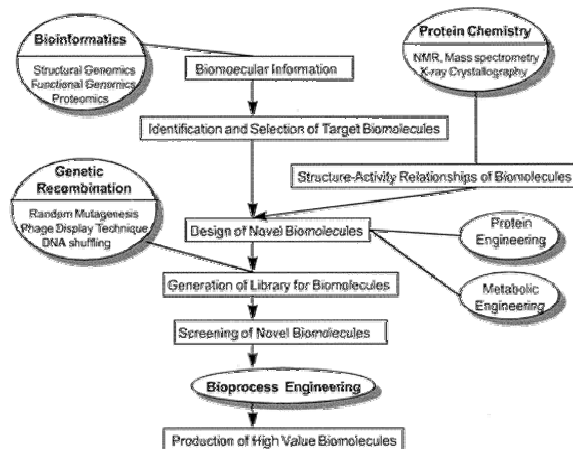 Bioinformatics
Structural Genomics
Functional Genomics
Proteomics
Protein Chemistry
NMR, Mass spectrometry
X-ray Crystallography
Biomoecular Information
Identification and Selection of Target Biomolecules
Genetic
Recombination
Random Mutagenesis
Phage Display Technique
DNA shuffling
Structure-Activity Relationships of Biomolecules
Design of Novel Biomolecules
Protein
Engineering
Metabolic
Engineering
Generation of Library for Biomolecules
Screening of Novel Biomolecules
Bioprocess Engineering
Production of High Value Biomolecules